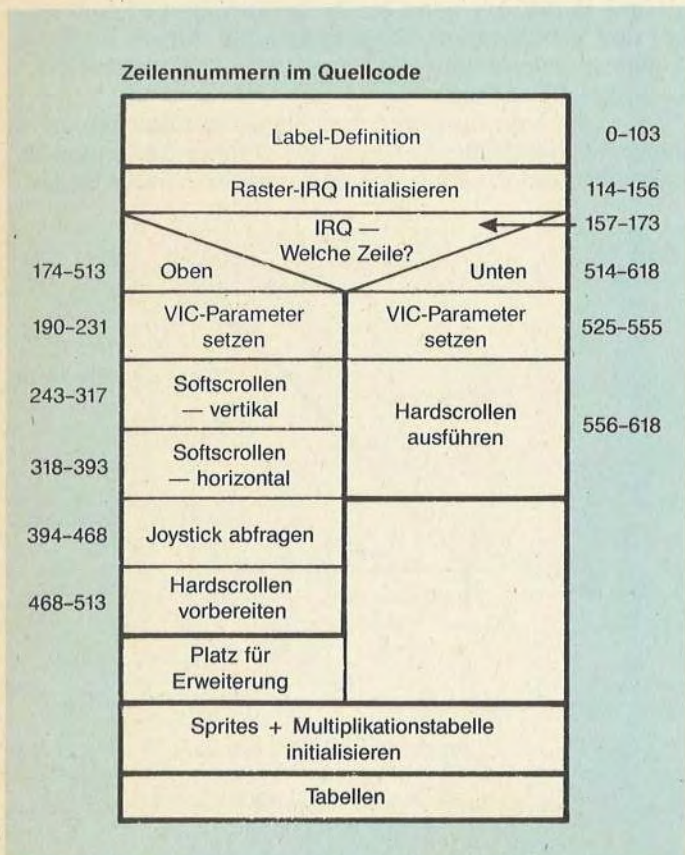 Zeilennummern im Quellcode
Label-Definition
0–103
Raster-IRQ Initialisieren
114–156
IRQ —
Welche Zeile?
157–173
174–513
Oben
Unten
514–618
190–231
VIC-Parameter
setzen
VIC-Parameter
setzen
525–555
243–317
Softscrollen
— vertikal
Hardscrollen
ausführen
556–618
318–393
Softscrollen
— horizontal
394–468
Joystick abfragen
468–513
Hardscrollen
vorbereiten
Platz für
Erweiterung
Sprites + Multiplikationstabelle
initialisieren
Tabellen